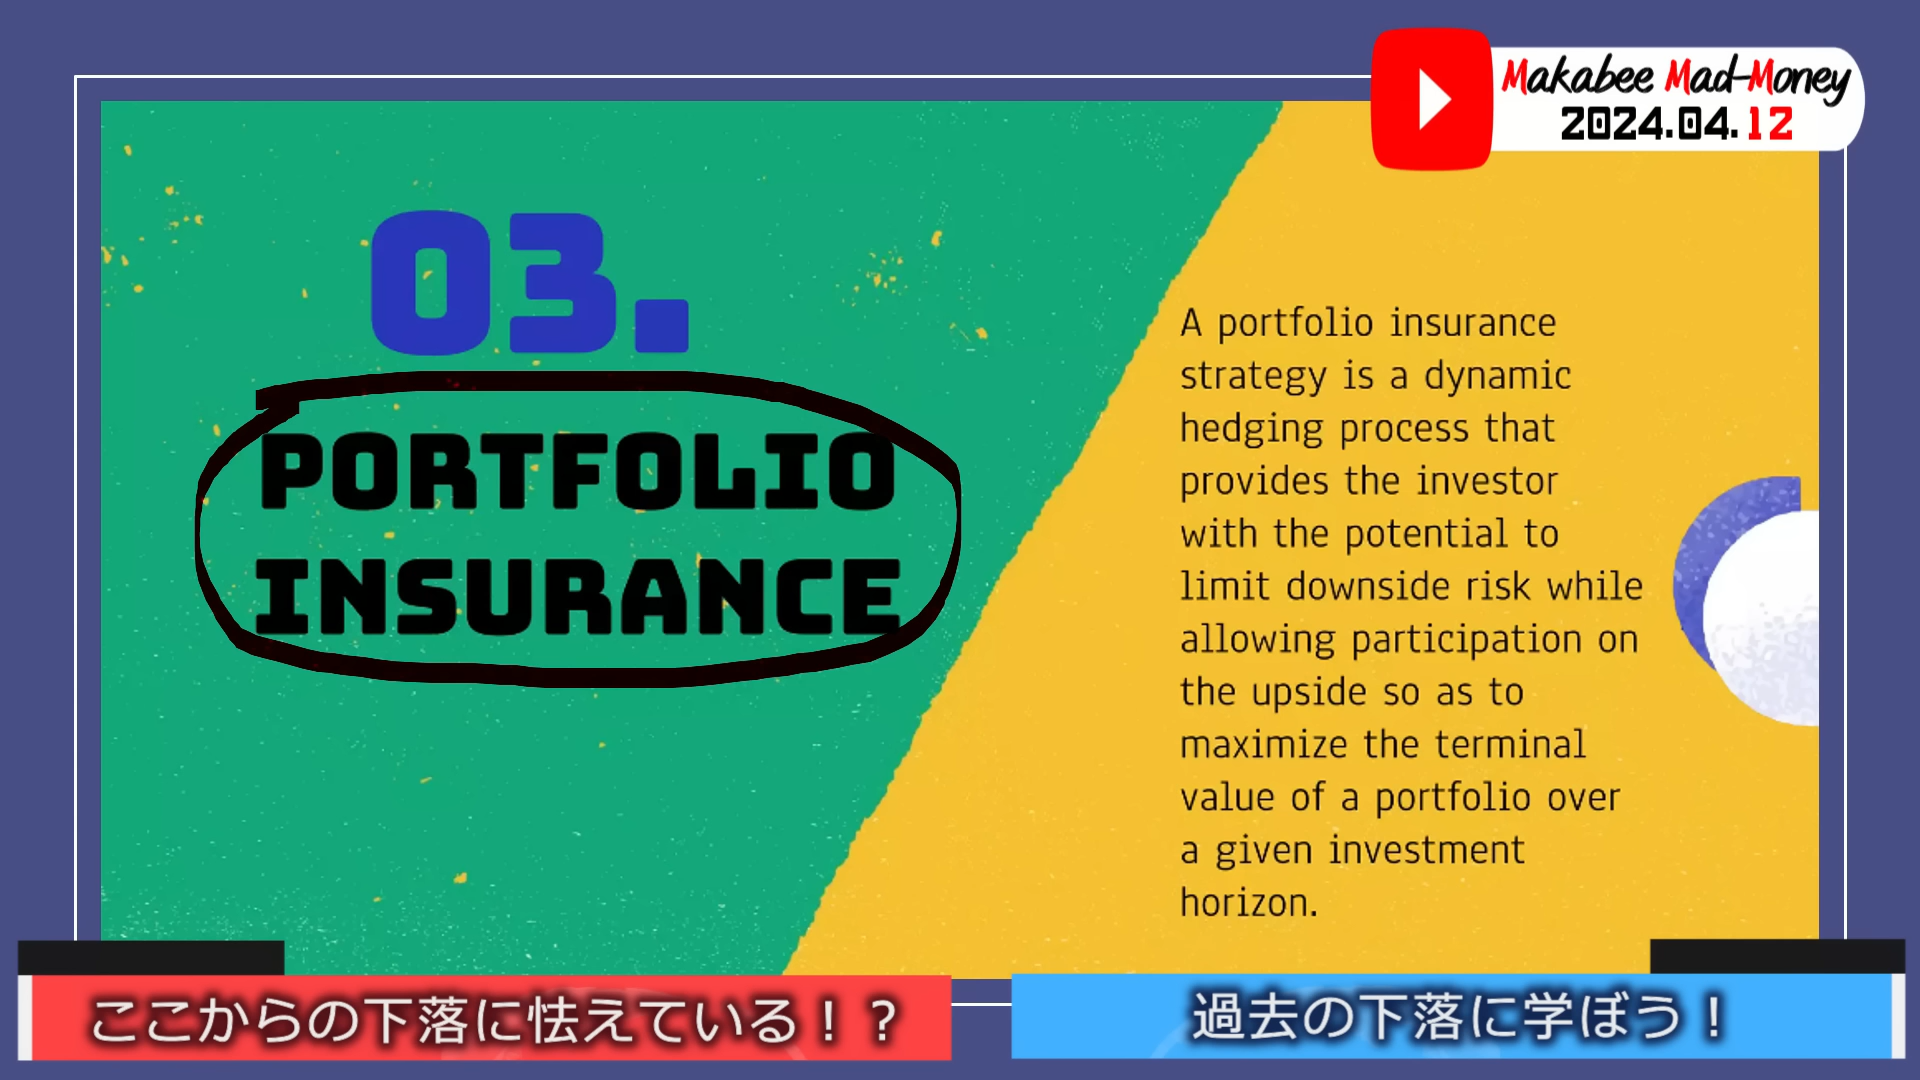 Makabee Mad-Money
2024.04.12
03.
PORTFOLIO
INSURANCE
A portfolio insurance
strategy is a dynamic
hedging process that
provides the investor
with the potential to
limit downside risk while
allowing participation on
the upside so as to
maximize the terminal
value of a portfolio over
a given investment
horizon.
ここからの下落に怯えている！？
過去の下落に学ぼう！